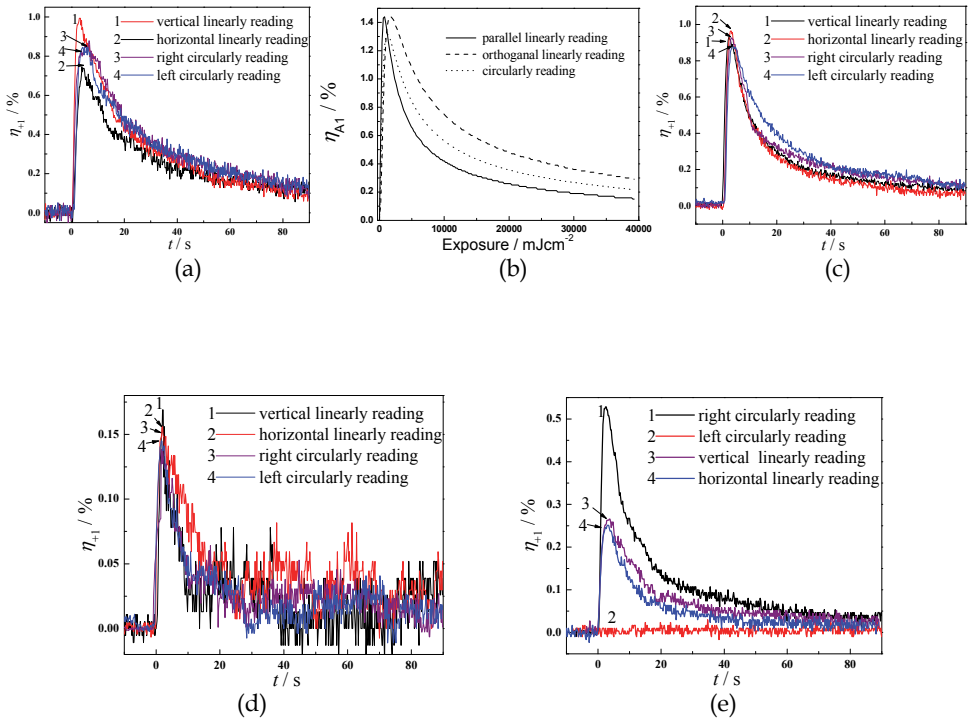 1 vertical linearly reading
2 horizontal linearly reading
3 right circularly reading
4 left circularly reading
1
3
4
2
η+1 / %
1.0
0.8
0.6
0.4
0.2
0.0
0 20 40 60 80
t / s
(a)
parallel linearly reading
orthoganal linearly reading
circularly reading
ηA1 / %
1.4
1.2
1.0
0.8
0.6
0.4
0.2
0.0
0 10000 20000 30000 40000
Exposure / mJcm-2
(b)
1 vertical linearly reading
2 horizontal linearly reading
3 right circularly reading
4 left circularly reading
2
3
1
4
η+1 / %
1.0
0.8
0.6
0.4
0.2
0.0
0 20 40 60 80
t / s
(c)
1 vertical linearly reading
2 horizontal linearly reading
3 right circularly reading
4 left circularly reading
1
2
3
4
η+1 / %
0.15
0.10
0.05
0.00
0 20 40 60 80
t / s
(d)
1 right circularly reading
2 left circularly reading
3 vertical linearly reading
4 horizontal linearly reading
1
3
4
2
η+1 / %
0.5
0.4
0.3
0.2
0.1
0.0
0 20 40 60 80
t / s
(e)